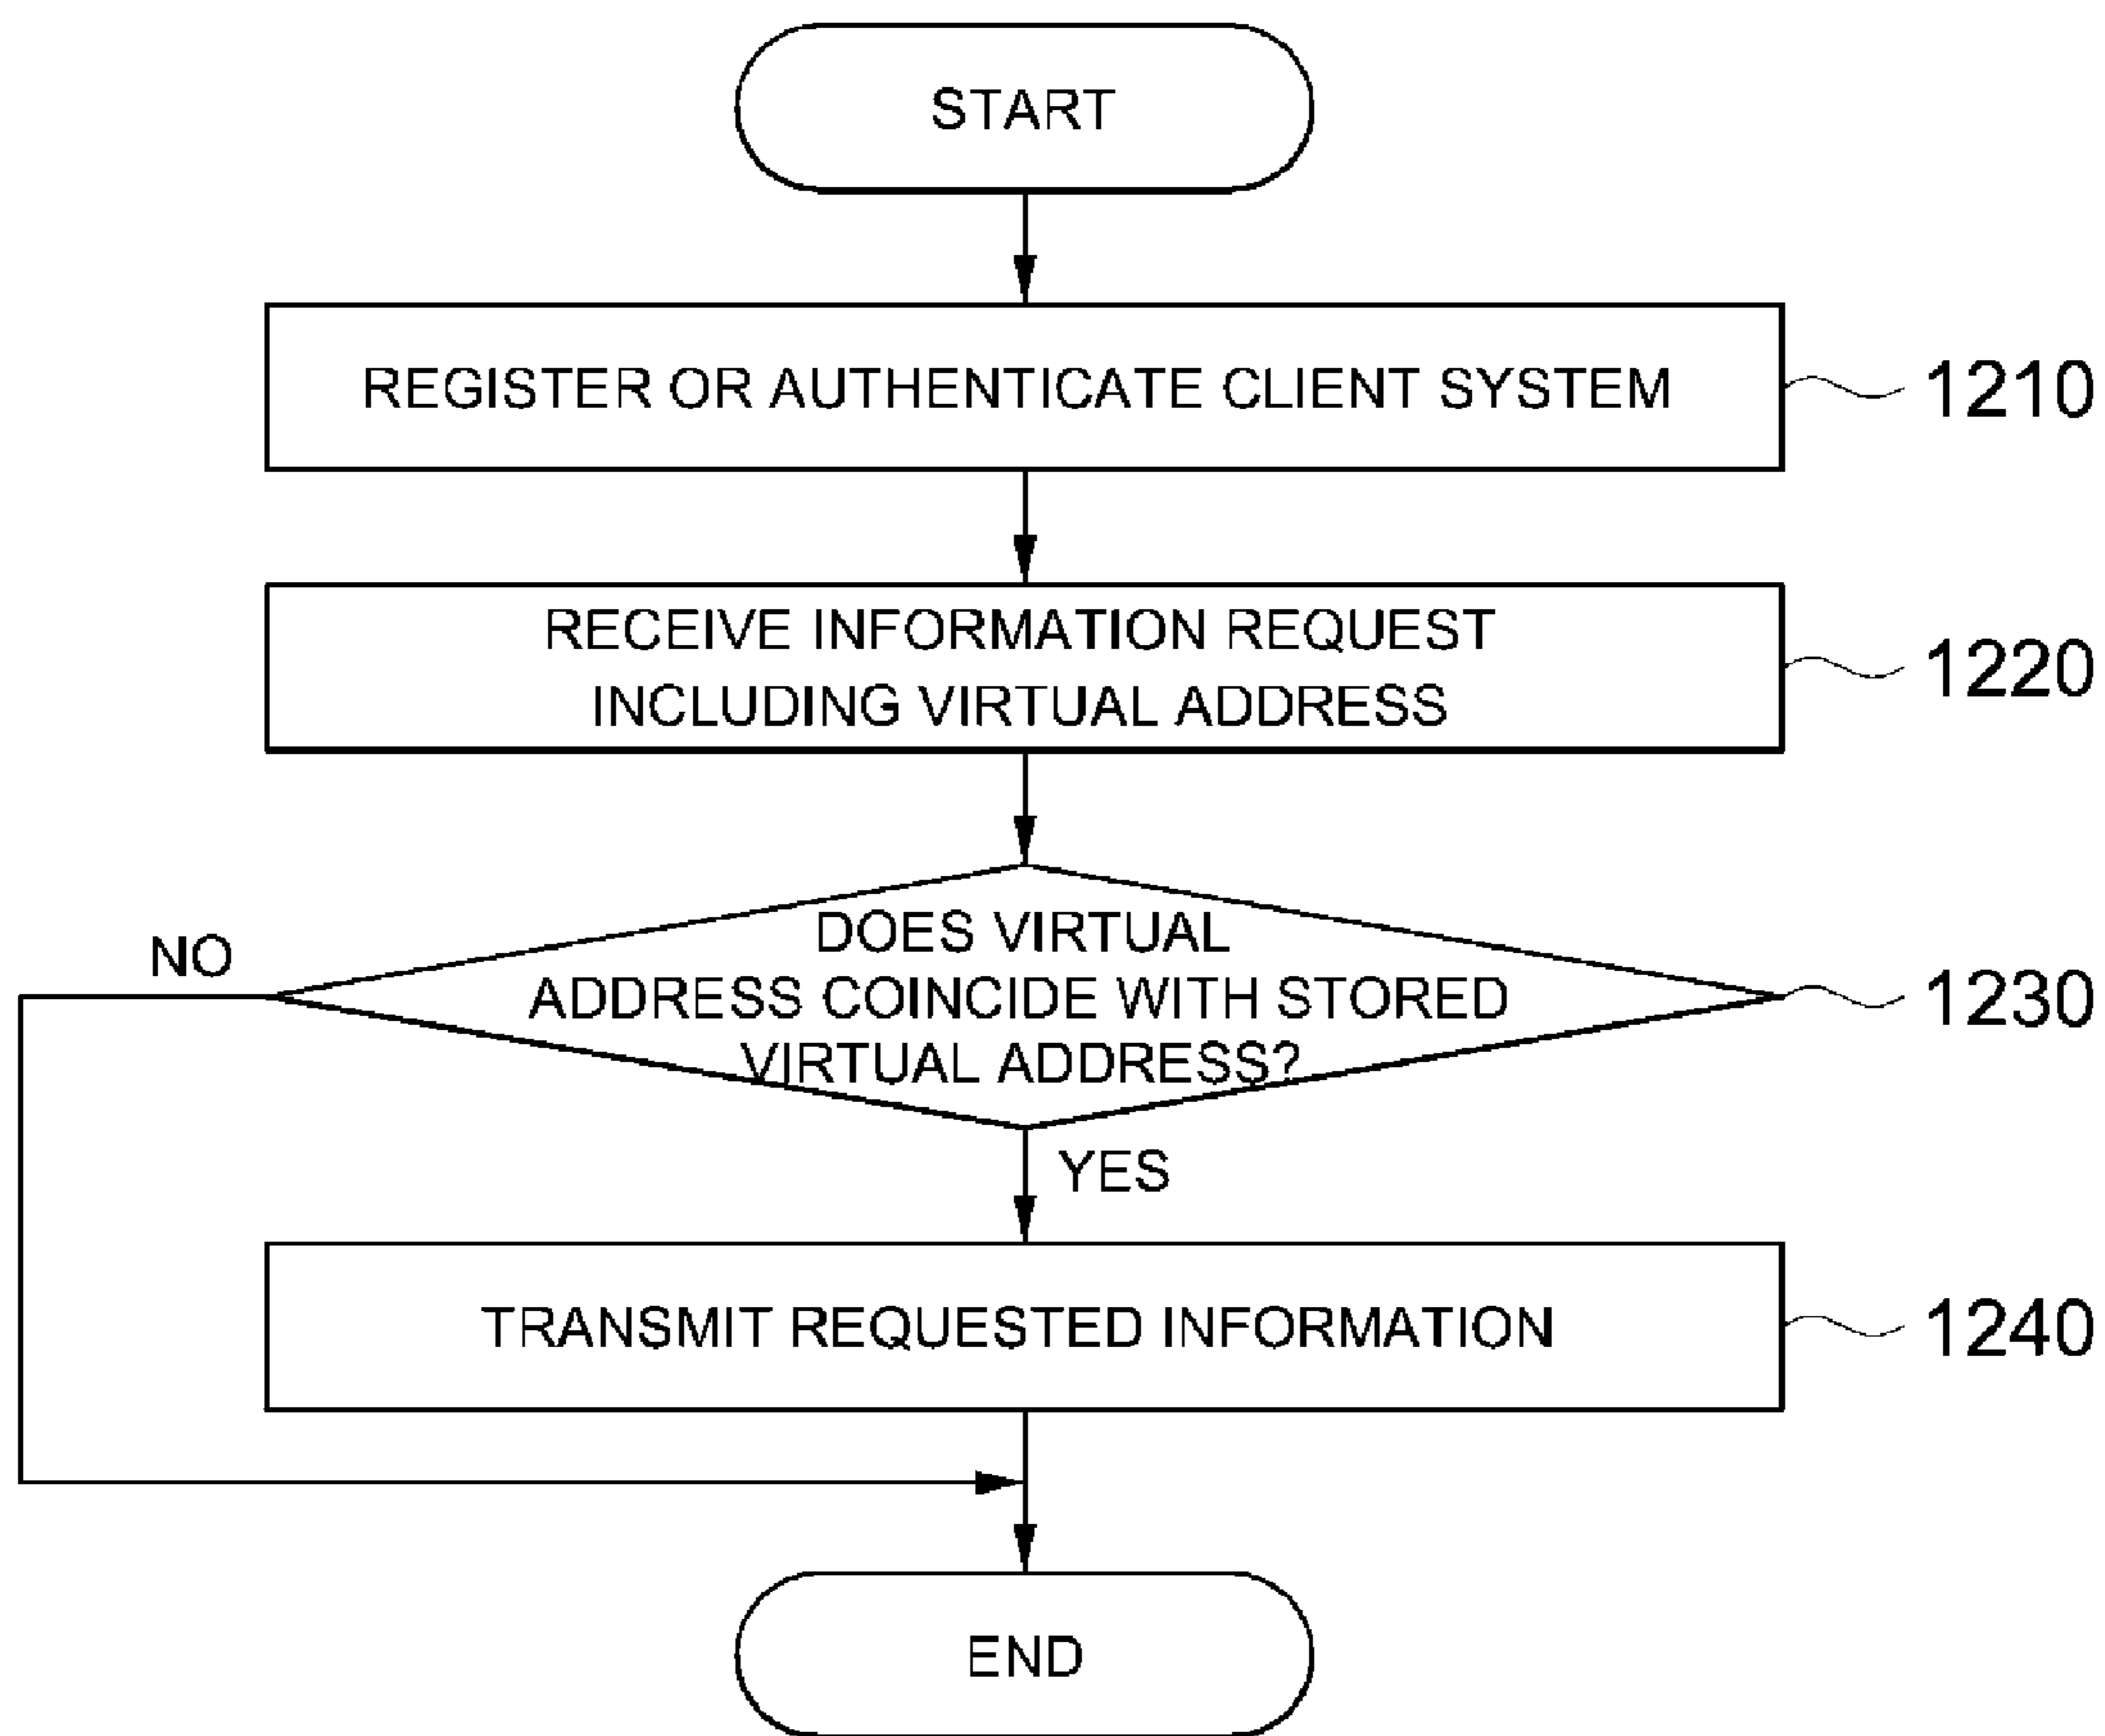 START
REGISTER OR AUTHENTICATE CLIENT SYSTEM
1210
RECEIVE INFORMATION REQUEST
INCLUDING VIRTUAL ADDRESS
1220
DOES VIRTUAL
ADDRESS COINCIDE WITH STORED
VIRTUAL ADDRESS?
1230
NO
YES
TRANSMIT REQUESTED INFORMATION
1240
END